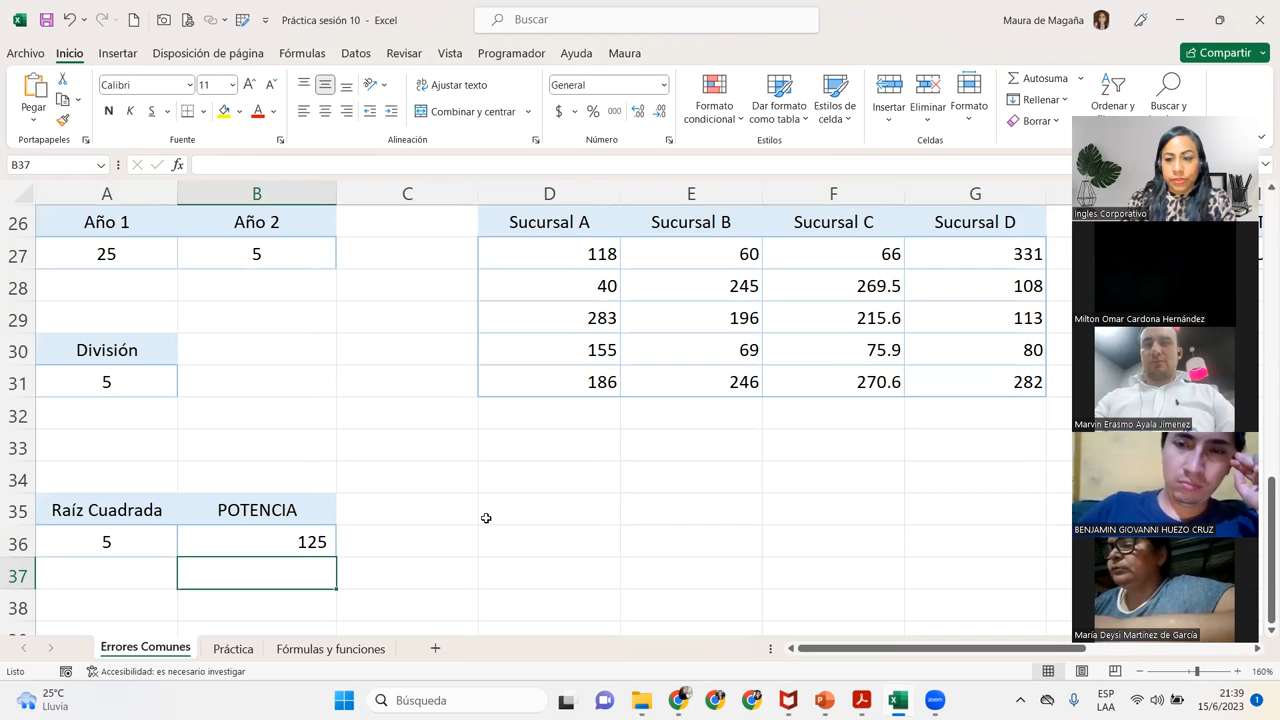 Práctica sesión 10 - Excel
Buscar
Maura de Magaña
Archivo Inicio Insertar Disposición de página Fórmulas Datos Revisar Vista Programador Ayuda Maura
Compartir
Pegar
Portapapeles
Calibri 11
N K S
Fuente
Ajustar texto
Combinar y centrar
Alineación
General
$ % 000
Número
Formato condicional
Dar formato como tabla
Estilos de celda
Estilos
Insertar Eliminar Formato
Celdas
Autosuma
Rellenar
Borrar
Ordenar y
Buscar y
B37
fx
A B C D E F G
26 Año 1 Año 2 Sucursal A Sucursal B Sucursal C Sucursal D
27 25 5 118 60 66 331
28 40 245 269.5 108
29 283 196 215.6 113
30 División 155 69 75.9 80
31 5 186 246 270.6 282
32
33
34
35 Raíz Cuadrada POTENCIA
36 5 125
37
38
Ingles Corporativo
Milton Omar Cardona Hernández
Marvin Erasmo Ayala Jimenez
BENJAMIN GIOVANNI HUEZO CRUZ
María Deysi Martínez de García
Errores Comunes Práctica Fórmulas y funciones
Listo
Accesibilidad: es necesario investigar
160%
25°C
Lluvia
Búsqueda
ESP
LAA
21:39
15/6/2023
1